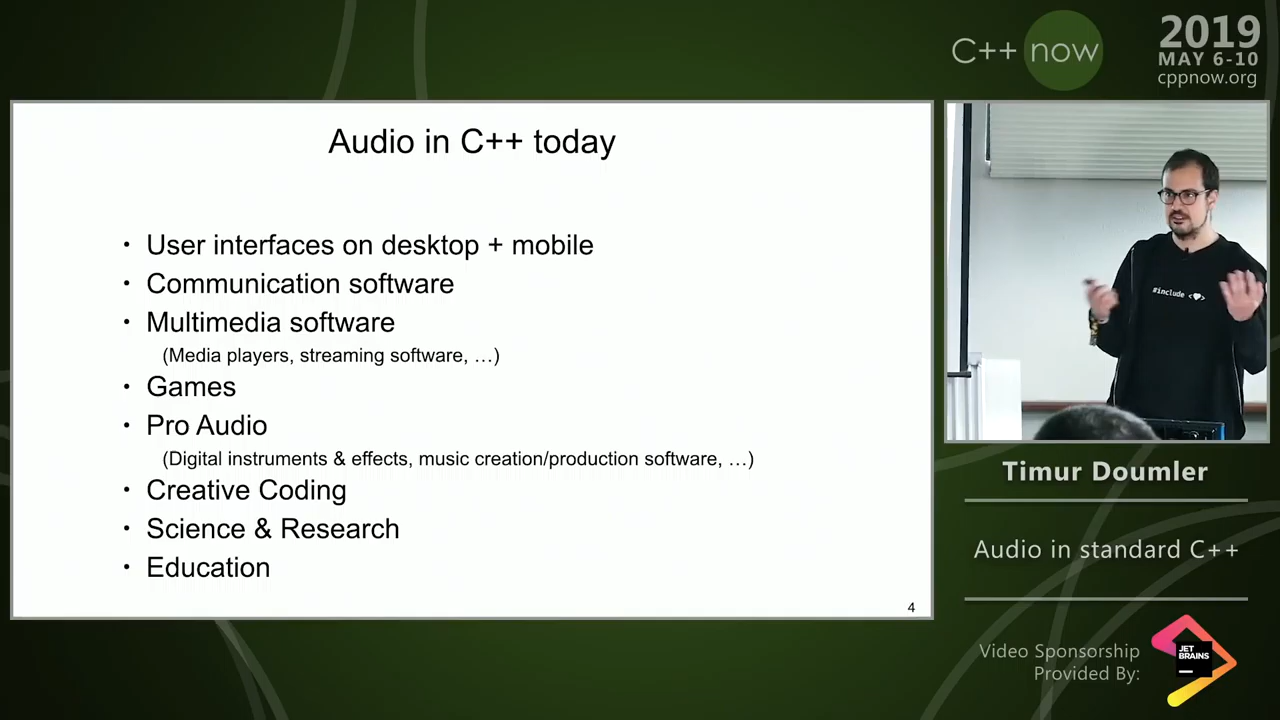 C++ now
2019
MAY 6-10
cppnow.org
Audio in C++ today
• User interfaces on desktop + mobile
• Communication software
• Multimedia software
(Media players, streaming software, …)
• Games
• Pro Audio
(Digital instruments & effects, music creation/production software, …)
• Creative Coding
• Science & Research
• Education
4
#include <♥>
Timur Doumler
Audio in standard C++
Video Sponsorship
Provided By:
JET
BRAINS